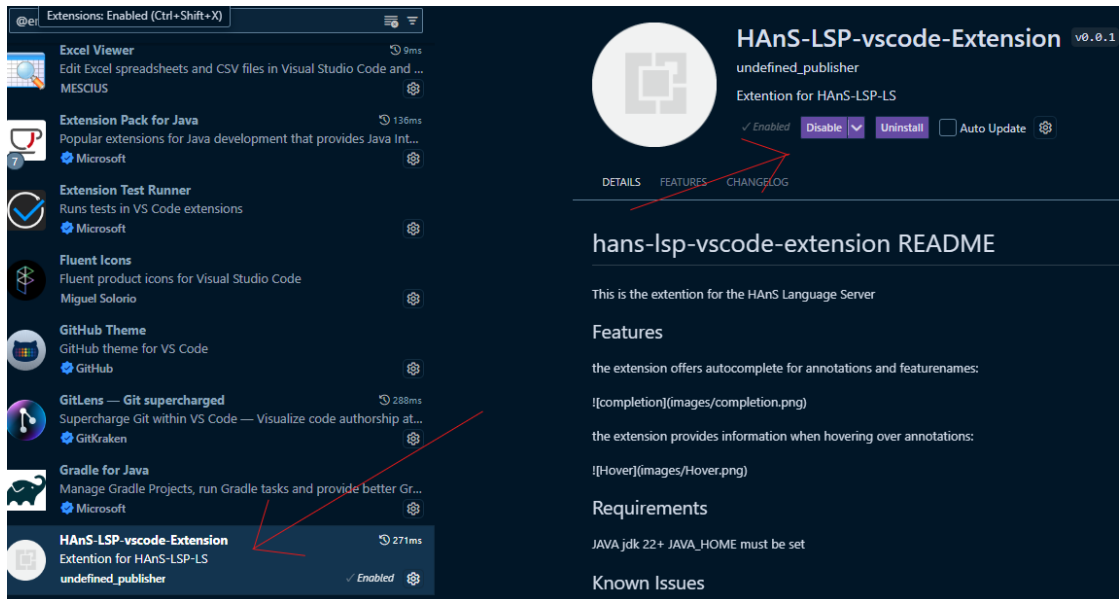 @er
Extensions: Enabled (Ctrl+Shift+X)
Excel Viewer
9ms
Edit Excel spreadsheets and CSV files in Visual Studio Code and ...
MESCIUS
Extension Pack for Java
136ms
Popular extensions for Java development that provides Java Int...
7
Microsoft
Extension Test Runner
Runs tests in VS Code extensions
Microsoft
Fluent Icons
Fluent product icons for Visual Studio Code
Miguel Solorio
GitHub Theme
GitHub theme for VS Code
GitHub
GitLens — Git supercharged
288ms
Supercharge Git within VS Code — Visualize code authorship at...
GitKraken
Gradle for Java
Manage Gradle Projects, run Gradle tasks and provide better Gr...
Microsoft
HAnS-LSP-vscode-Extension
271ms
Extention for HAnS-LSP-LS
undefined_publisher
Enabled
HAnS-LSP-vscode-Extension
v0.0.1
undefined_publisher
Extention for HAnS-LSP-LS
Enabled
Disable
Uninstall
Auto Update
DETAILS
FEATURES
CHANGELOG
hans-lsp-vscode-extension README
This is the extention for the HAnS Language Server
Features
the extension offers autocomplete for annotations and featurenames:
![completion](images/completion.png)
the extension provides information when hovering over annotations:
![Hover](images/Hover.png)
Requirements
JAVA jdk 22+ JAVA_HOME must be set
Known Issues